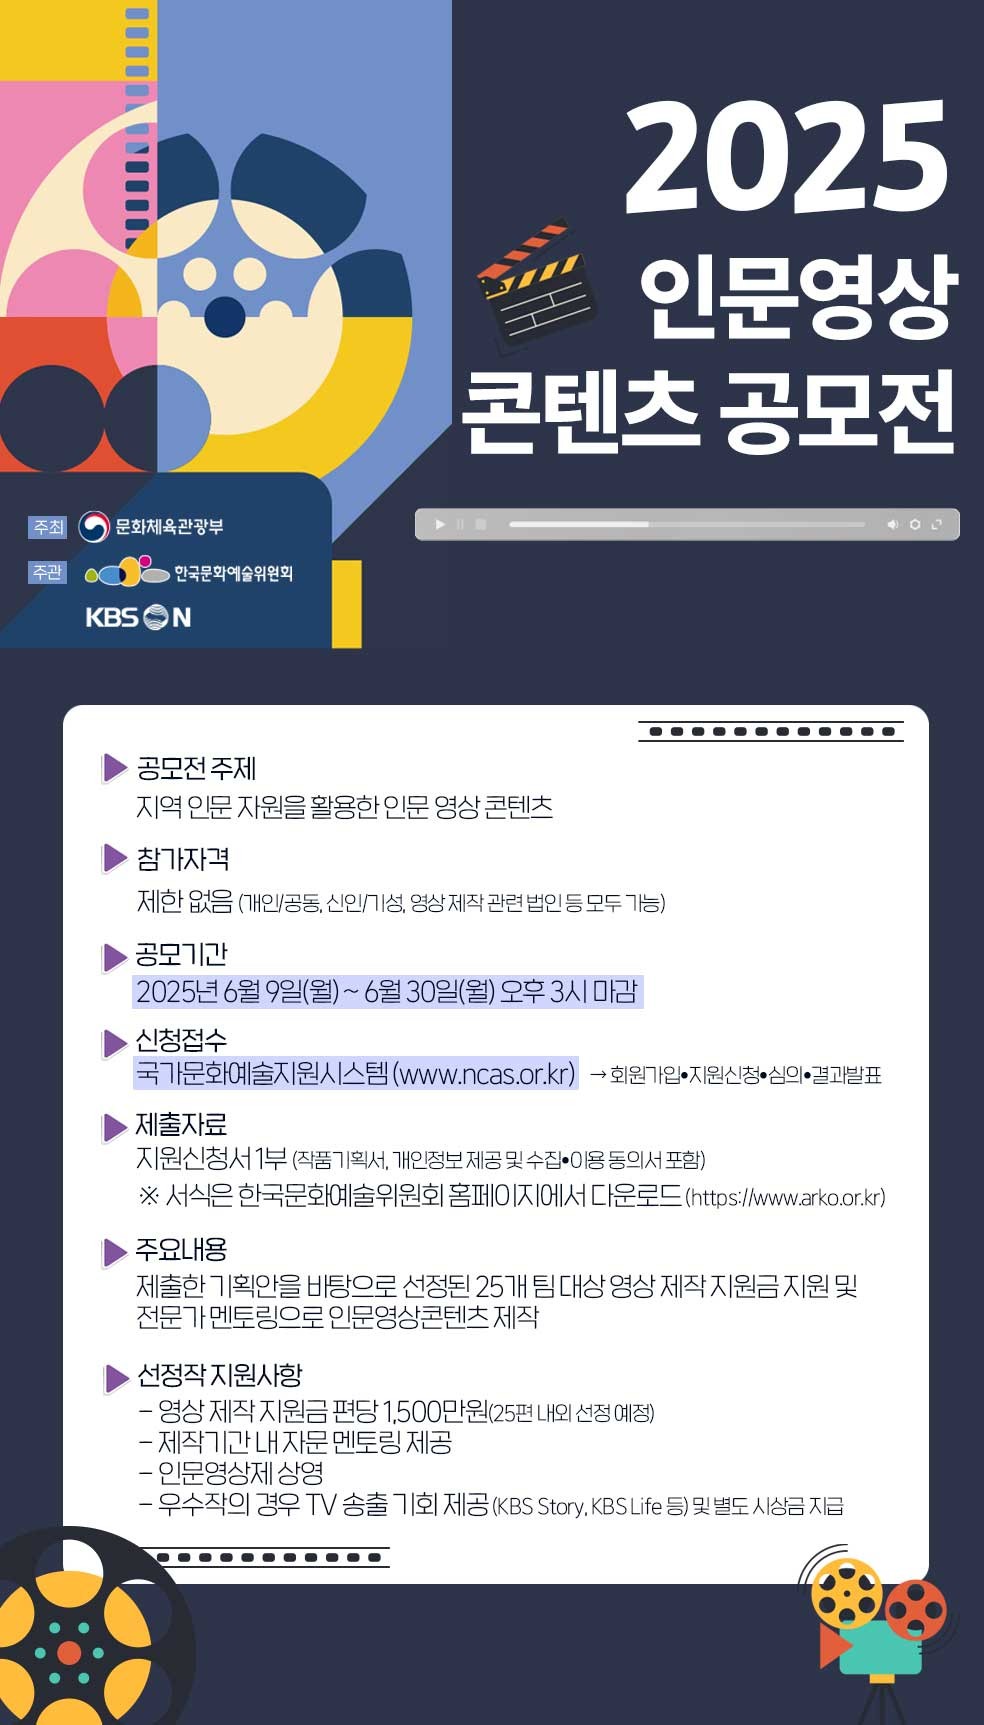 2025
인문영상
콘텐츠 공모전
주최 문화체육관광부
주관 한국문화예술위원회
KBS N
공모전 주제
지역 인문 자원을 활용한 인문 영상 콘텐츠
참가자격
제한 없음 (개인/공동, 신인/기성, 영상 제작 관련 법인 등 모두 가능)
공모기간
2025년 6월 9일(월) ~ 6월 30일(월) 오후 3시 마감
신청접수
국가문화예술지원시스템 (www.ncas.or.kr) → 회원가입•지원신청•심의•결과발표
제출자료
지원신청서 1부 (작품기획서, 개인정보 제공 및 수집•이용 동의서 포함)
※ 서식은 한국문화예술위원회 홈페이지에서 다운로드 (https://www.arko.or.kr)
주요내용
제출한 기획안을 바탕으로 선정된 25개 팀 대상 영상 제작 지원금 지원 및
전문가 멘토링으로 인문영상콘텐츠 제작
선정작 지원사항
- 영상 제작 지원금 편당 1,500만원(25편 내외 선정 예정)
- 제작기간 내 자문 멘토링 제공
- 인문영상제 상영
- 우수작의 경우 TV 송출 기회 제공 (KBS Story, KBS Life 등) 및 별도 시상금 지급